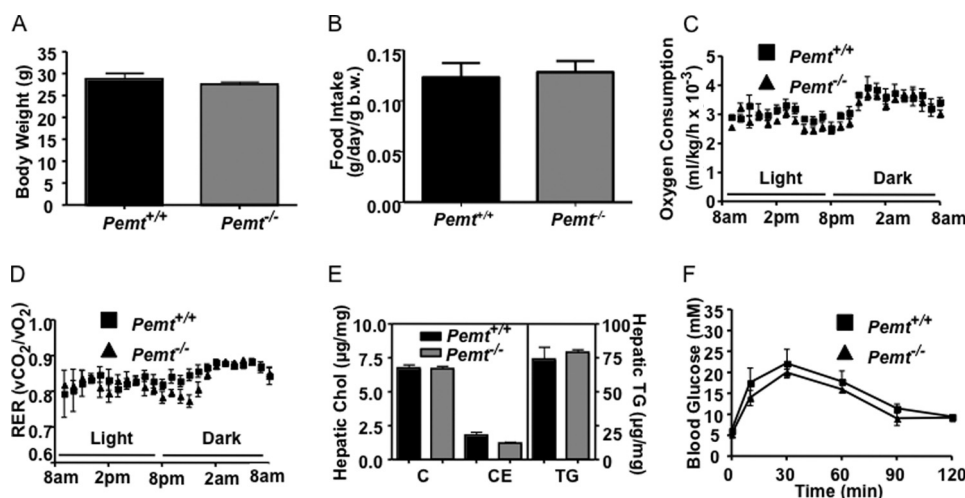 A
Body Weight (g)
35
30
25
20
15
10
5
0
Pemt+/+
Pemt-/-
B
Food Intake
(g/day/g b.w.)
0.15
0.10
0.05
0.00
Pemt+/+
Pemt-/-
C
Oxygen Consumption
(ml/kg/h x 10-3)
5
4
3
2
1
0
Pemt+/+
Pemt-/-
Light
Dark
8am
2pm
8pm
2am
8am
D
RER (vCO2/vO2)
1.0
0.9
0.8
0.7
0.6
Pemt+/+
Pemt-/-
Light
Dark
8am
2pm
8pm
2am
8am
E
Hepatic Chol (µg/mg)
10.0
7.5
5.0
2.5
0.0
Pemt+/+
Pemt-/-
C
CE
TG
100
75
50
25
0
Hepatic TG (µg/mg)
F
Blood Glucose (mM)
35
30
25
20
15
10
5
0
Pemt+/+
Pemt-/-
0
30
60
90
120
Time (min)